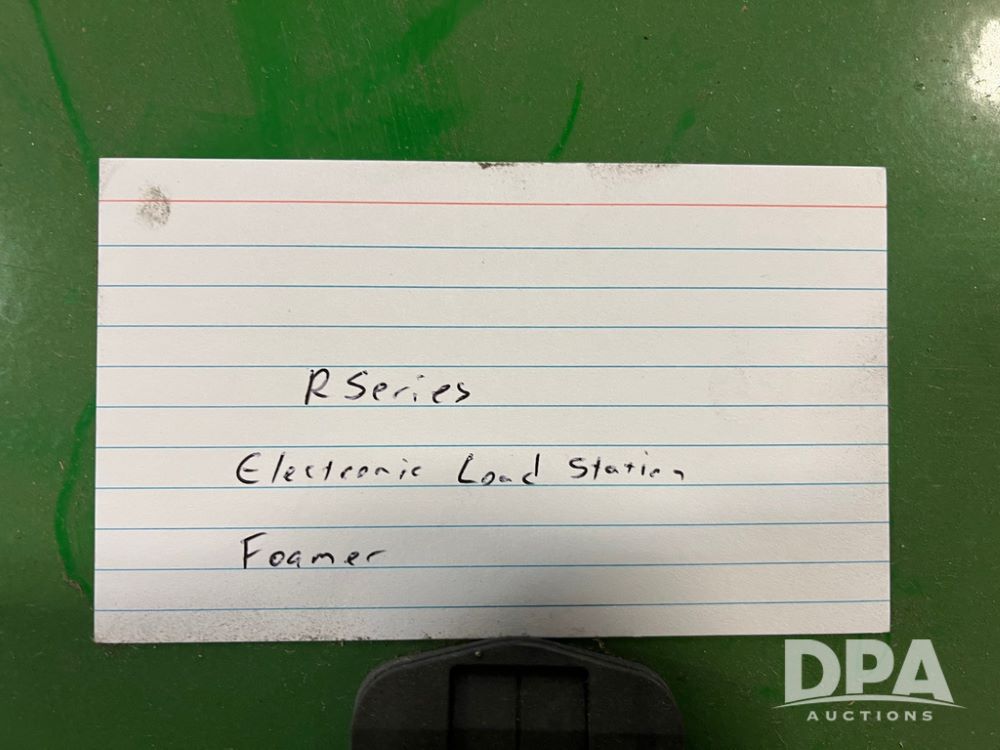 R Series
Electronic Load Station
Foamer
DPA
AUCTIONS